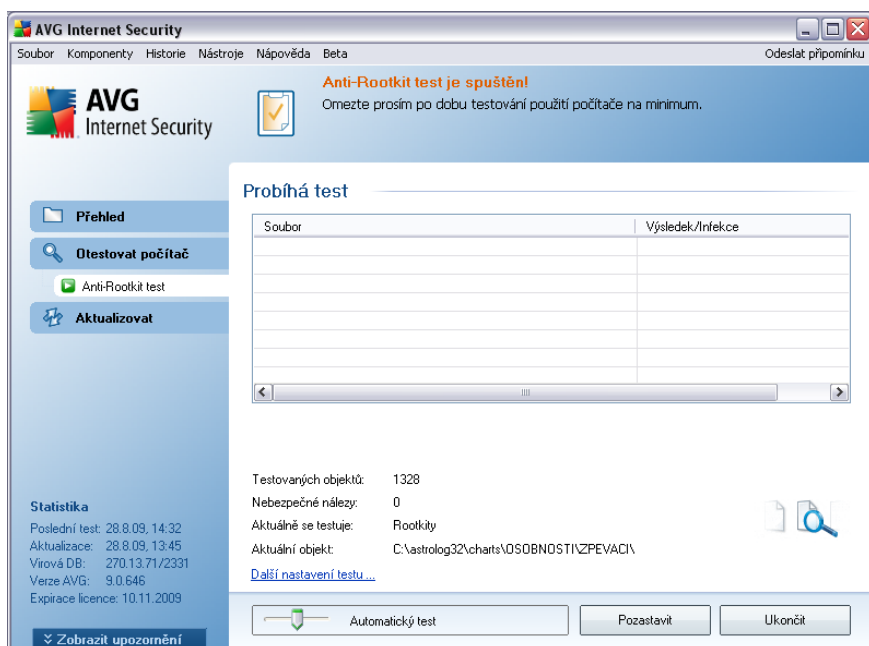 AVG Internet Security
Soubor Komponenty Historie Nástroje Nápověda Beta Odeslat připomínku
AVG
Internet Security
Anti-Rootkit test je spuštěn!
Omezte prosím po dobu testování použití počítače na minimum.
Přehled
Otestovat počítač
Anti-Rootkit test
Aktualizovat
Probíhá test
Soubor Výsledek/Infekce
Testovaných objektů: 1328
Nebezpečné nálezy: 0
Aktuálně se testuje: Rootkity
Aktuální objekt: C:\astrolog32\charts\OSOBNOSTI\ZPEVACI\
Další nastavení testu ...
Statistika
Poslední test: 28.8.09, 14:32
Aktualizace: 28.8.09, 13:45
Virová DB: 270.13.71/2331
Verze AVG: 9.0.646
Expirace licence: 10.11.2009
Zobrazit upozornění
Automatický test
Pozastavit
Ukončit